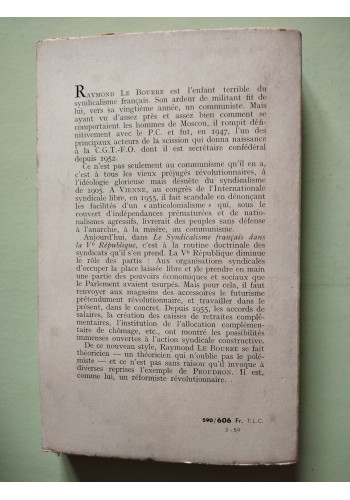 RAYMOND LE BOURRE est l'enfant terrible du
syndicalisme français. Son ardeur de militant fit de
lui, vers sa vingtième année, un communiste. Mais
ayant vu d'assez près et assez bien comment se
comportaient les hommes de Moscou, il rompit défi-
nitivement avec le P.C. et fut, en 1947, l'un des
principaux acteurs de la scission qui donna naissance
à la C.G.T.-F.O. dont il est secrétaire confédéral
depuis 1952.
Ce n'est pas seulement au communisme qu'il en a,
c'est à tous les vieux préjugés révolutionnaires, à
l'idéologie glorieuse mais désuète du syndicalisme
de 1905. A VIENNE, au congrès de l'Internationale
syndicale libre, en 1955, il fait scandale en dénonçant
les facilités d'un « anticolonialisme » qui, sous le
couvert d'indépendances prématurées et de natio-
nalismes agressifs, livrerait des peuples sans défense
à l'anarchie, à la misère, au communisme.
Aujourd'hui, dans Le Syndicalisme français dans
la Vᵉ République, c'est à la routine doctrinale des
syndicats qu'il s'en prend. La Vᵉ République diminue
le rôle des partis : Aux organisations syndicales
d'occuper la place laissée libre et de prendre en main
une partie des pouvoirs économiques et sociaux que
le Parlement avaient usurpés. Mais pour cela, il faut
renvoyer aux magasins des accessoires le futurisme
prétendument révolutionnaire, et travailler dans le
présent, dans le concret. Depuis 1955, les accords de
salaires, la création des caisses de retraites complé-
mentaires, l'institution de l'allocation complémen-
taire de chômage, etc., ont montré les possibilités
immenses ouvertes à l'action syndicale constructive.
De ce nouveau style, Raymond LE BOURRE se fait
théoricien — un théoricien qui n'oublie pas le polé-
miste — et ce n'est pas sans raison qu'il invoque à
diverses reprises l'exemple de PROUDHON. Il est,
comme lui, un réformiste révolutionnaire.
590/606 Fr. T.L.C.
3-59